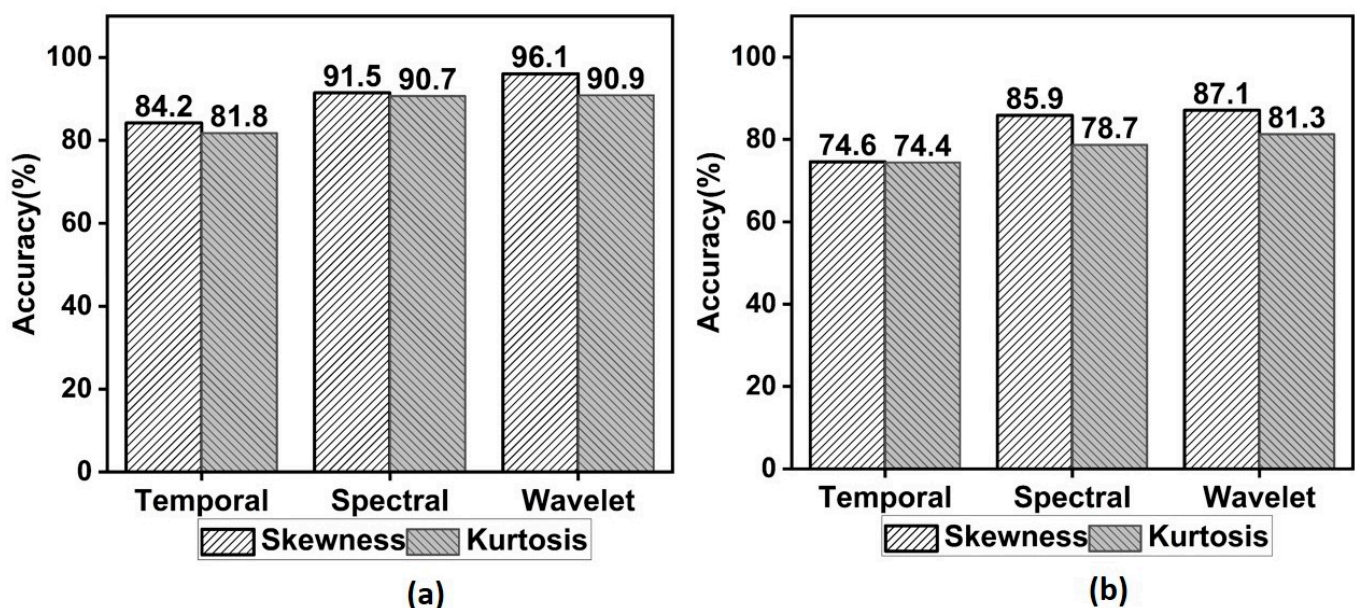 100
80
60
40
20
0
Accuracy(%)
84.2 81.8
91.5 90.7
96.1 90.9
Temporal Spectral Wavelet
Skewness Kurtosis
(a)
100
80
60
40
20
0
Accuracy(%)
74.6 74.4
85.9 78.7
87.1 81.3
Temporal Spectral Wavelet
Skewness Kurtosis
(b)